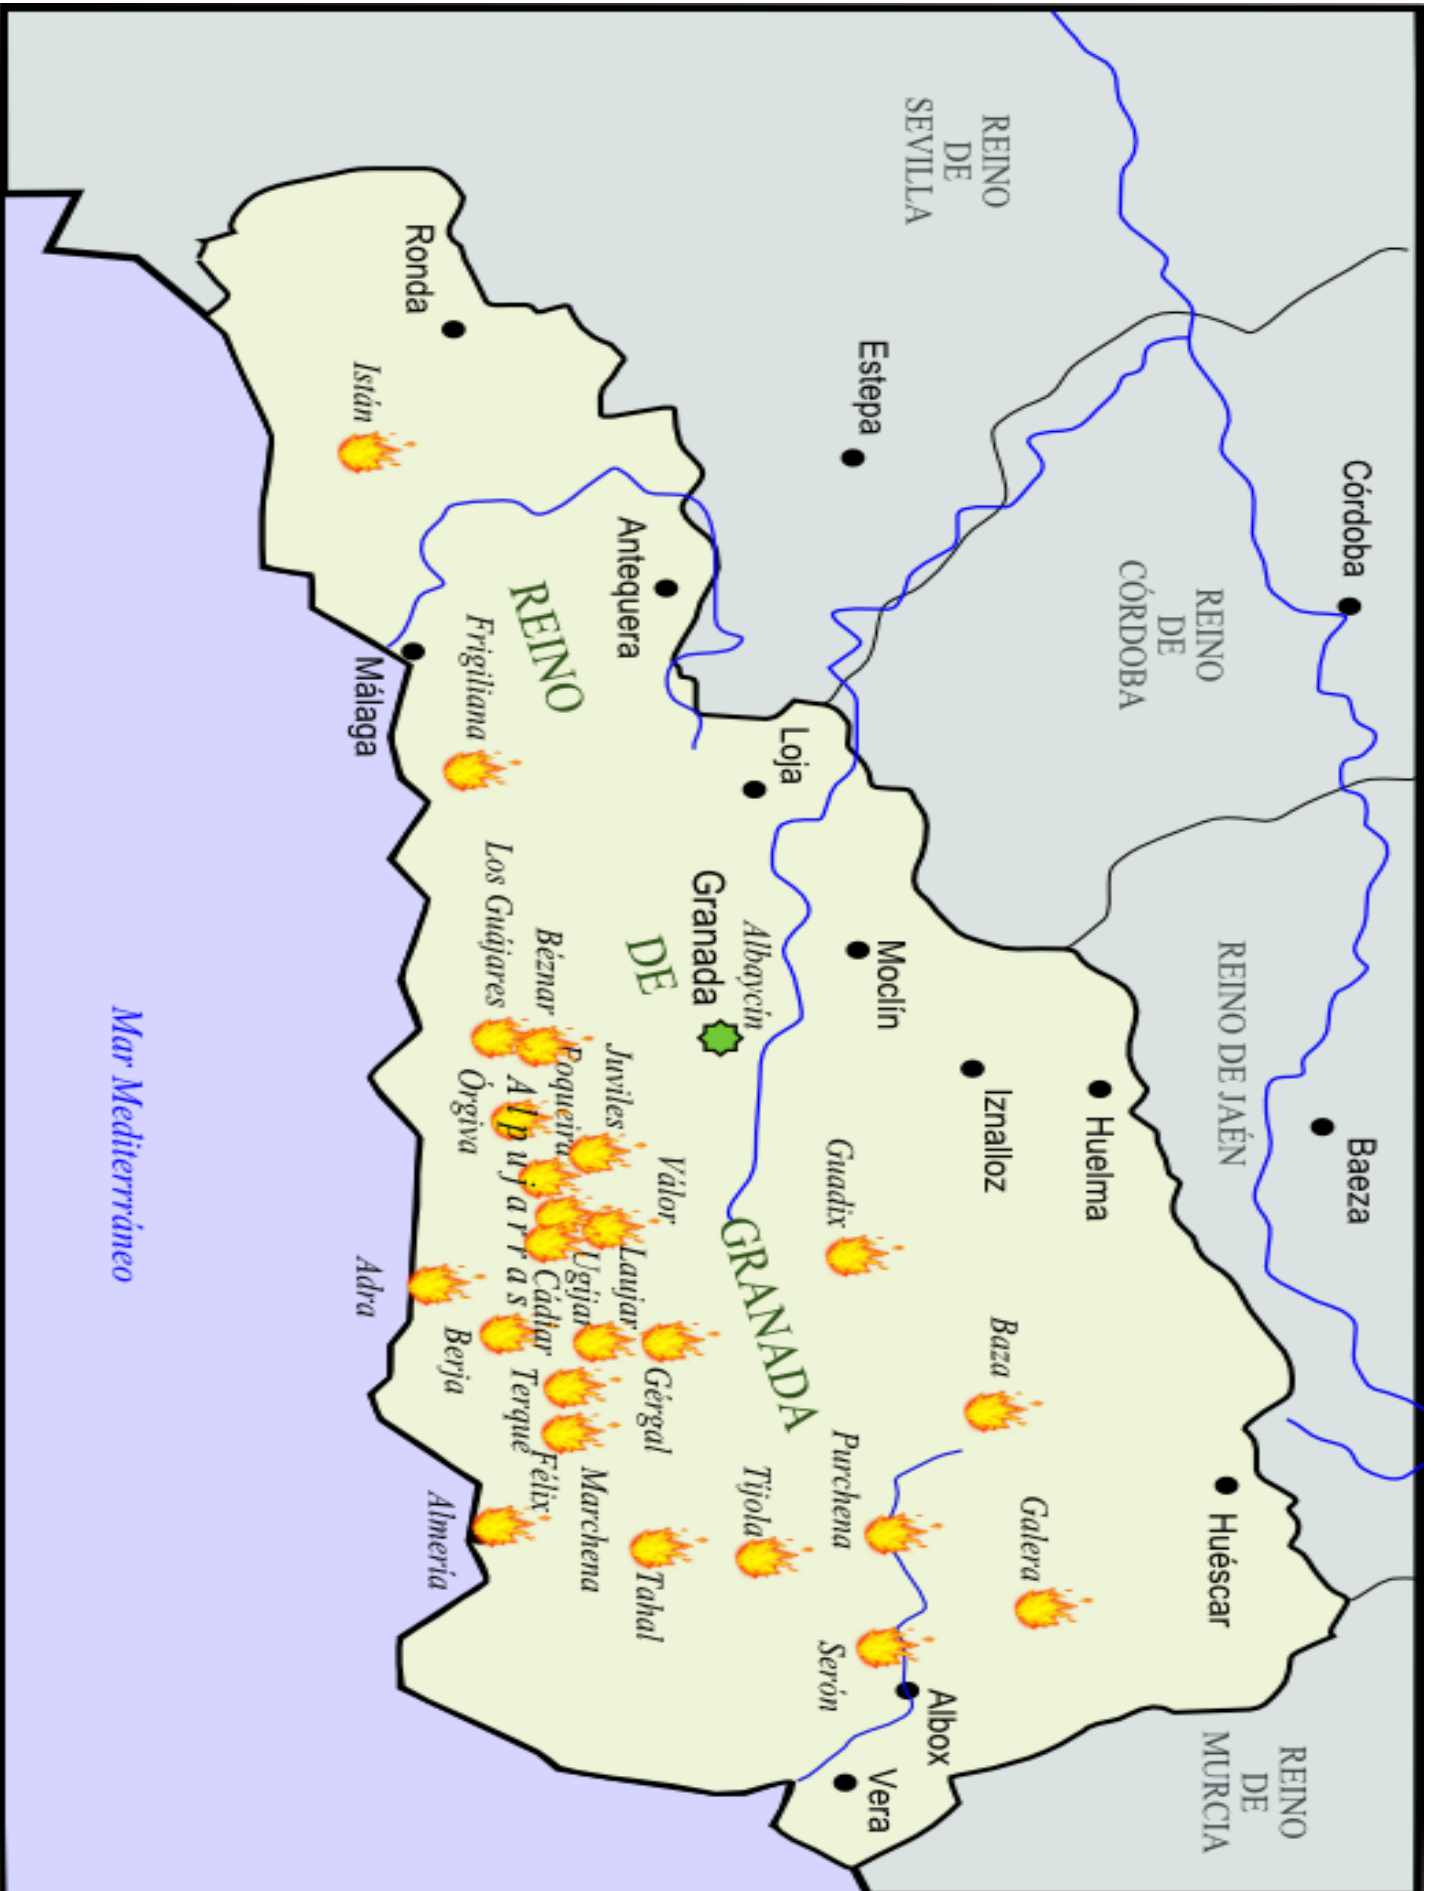 Córdoba
Baeza
REINO
DE
CÓRDOBA
REINO DE JAÉN
REINO
DE
MURCIA
REINO
DE
SEVILLA
Huelma
Huéscar
Estepa
Iznalloz
Galera
Baza
Moclín
Albox
Guadix
Purchena
Vera
Serón
Loja
Albaycín
Granada
Tíjola
REINO
DE
GRANADA
Antequera
Válor
Juviles
Laujar
Gérgal
Tahal
Béznar
Poqueira
Ugíjar
Marchena
Los Guájares
Alpujarras
Cádiar
Terque
Félix
Frigiliana
Órgiva
Berja
Almería
Ronda
Istán
Málaga
Adra
Mar Mediterráneo